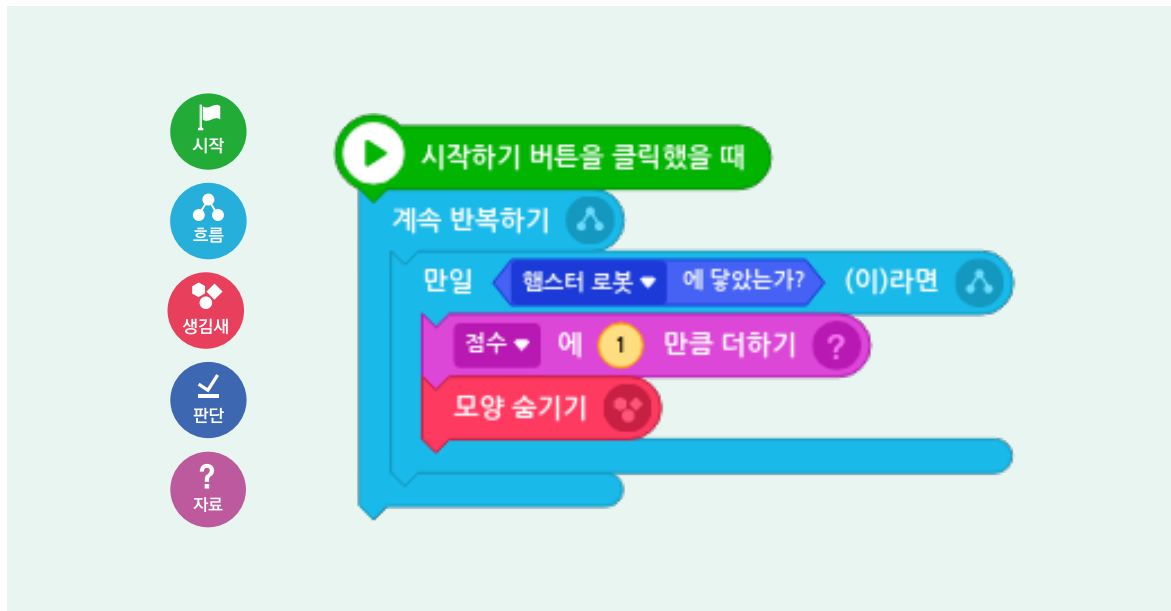 시작
흐름
생김새
판단
? 자료
시작하기 버튼을 클릭했을 때
계속 반복하기
만일 햄스터 로봇 에 닿았는가? (이)라면
점수 에 1 만큼 더하기 ?
모양 숨기기